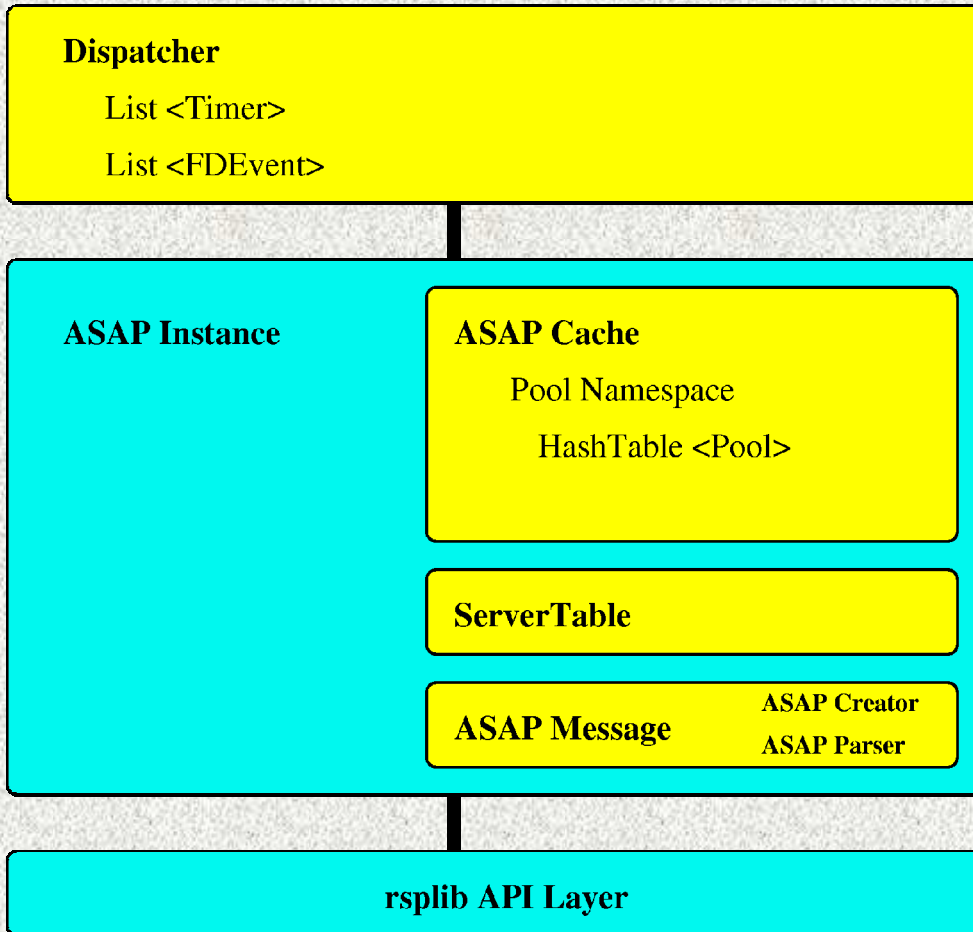 Dispatcher
List <Timer>
List <FDEvent>
ASAP Instance
ASAP Cache
Pool Namespace
HashTable <Pool>
ServerTable
ASAP Message
ASAP Creator
ASAP Parser
rsplib API Layer